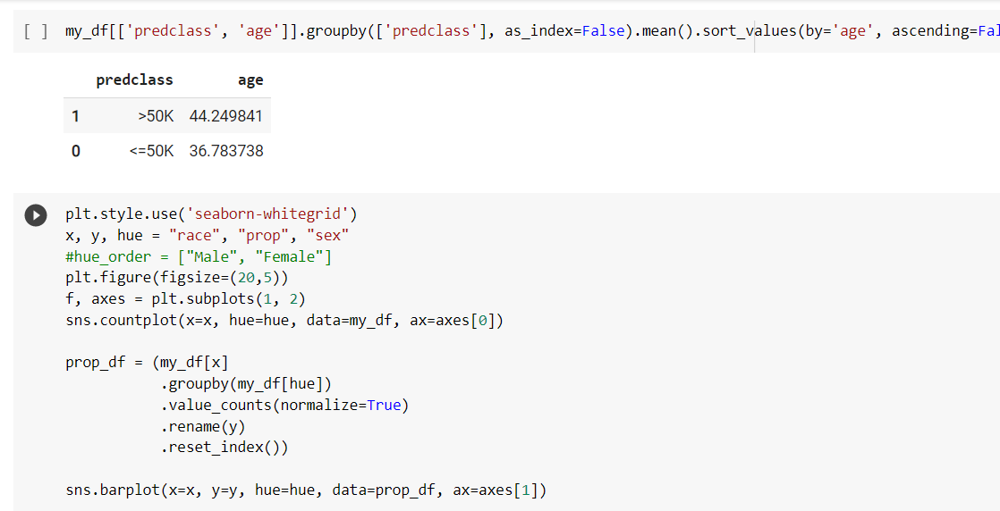 [ ] my_df[['predclass', 'age']].groupby(['predclass'], as_index=False).mean().sort_values(by='age', ascending=Fal
predclass age
1 >50K 44.249841
0 <=50K 36.783738
plt.style.use('seaborn-whitegrid')
x, y, hue = "race", "prop", "sex"
#hue_order = ["Male", "Female"]
plt.figure(figsize=(20,5))
f, axes = plt.subplots(1, 2)
sns.countplot(x=x, hue=hue, data=my_df, ax=axes[0])
prop_df = (my_df[x]
.groupby(my_df[hue])
.value_counts(normalize=True)
.rename(y)
.reset_index())
sns.barplot(x=x, y=y, hue=hue, data=prop_df, ax=axes[1])